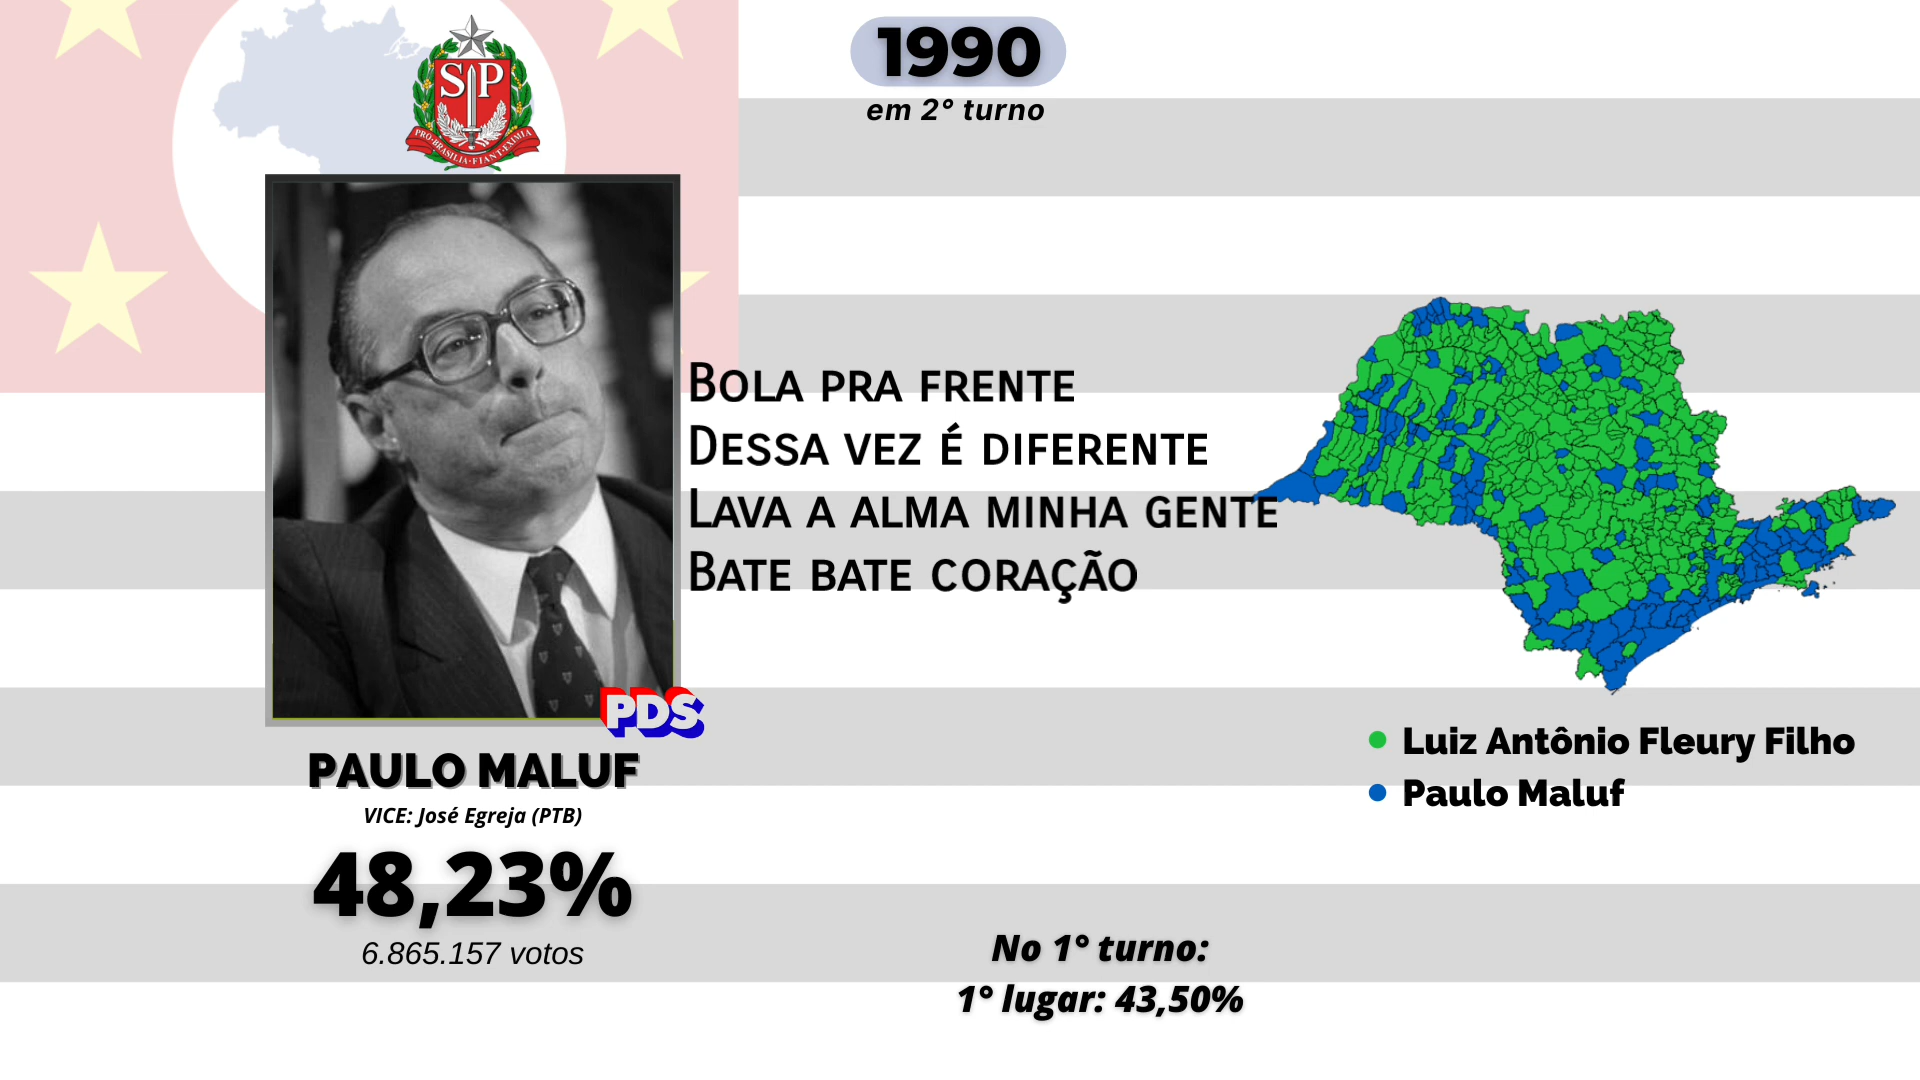 1990
em 2° turno
SP
PRO·BRASILIA·FIANT·EXIMIA
Bola pra frente
Dessa vez é diferente
Lava a alma minha gente
Bate bate coração
PDS
PAULO MALUF
VICE: José Egreja (PTB)
48,23%
6.865.157 votos
Luiz Antônio Fleury Filho
Paulo Maluf
No 1° turno:
1° lugar: 43,50%